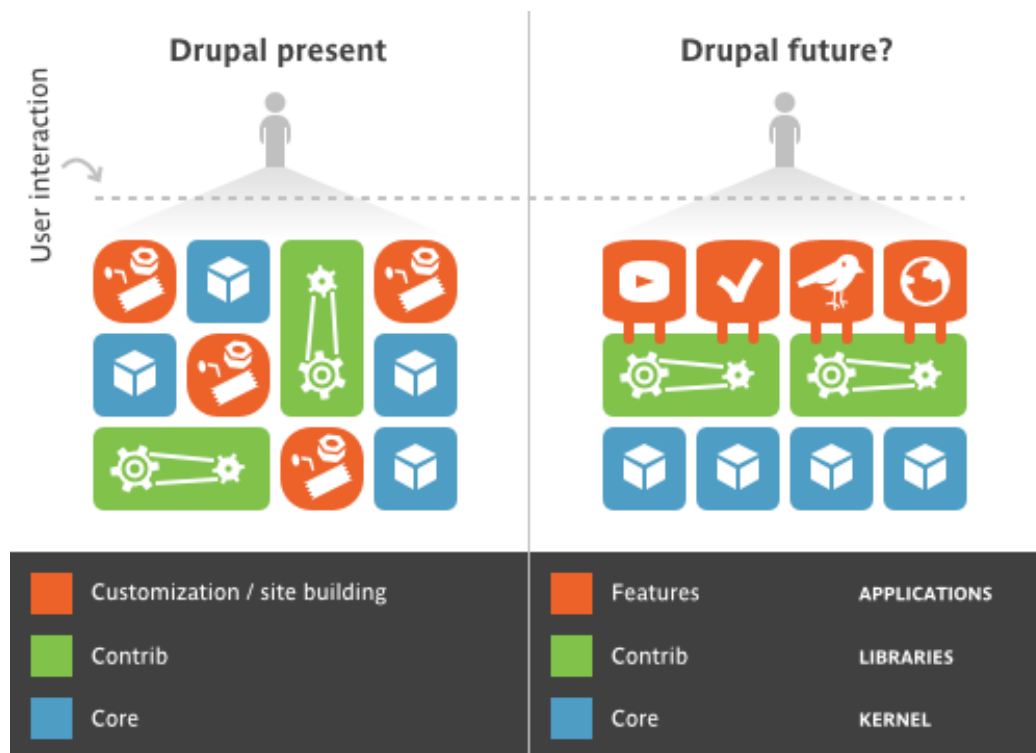 Drupal present
Drupal future?
User interaction
Customization / site building
Contrib
Core
Features
APPLICATIONS
Contrib
LIBRARIES
Core
KERNEL